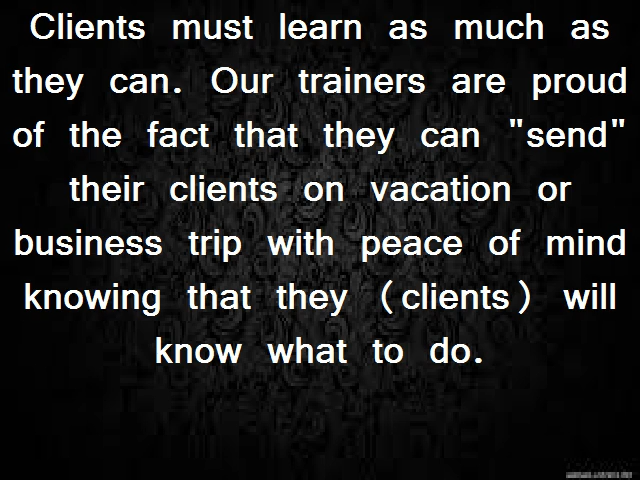 Clients must learn as much as
they can. Our trainers are proud
of the fact that they can "send"
their clients on vacation or
business trip with peace of mind
knowing that they (clients) will
know what to do.